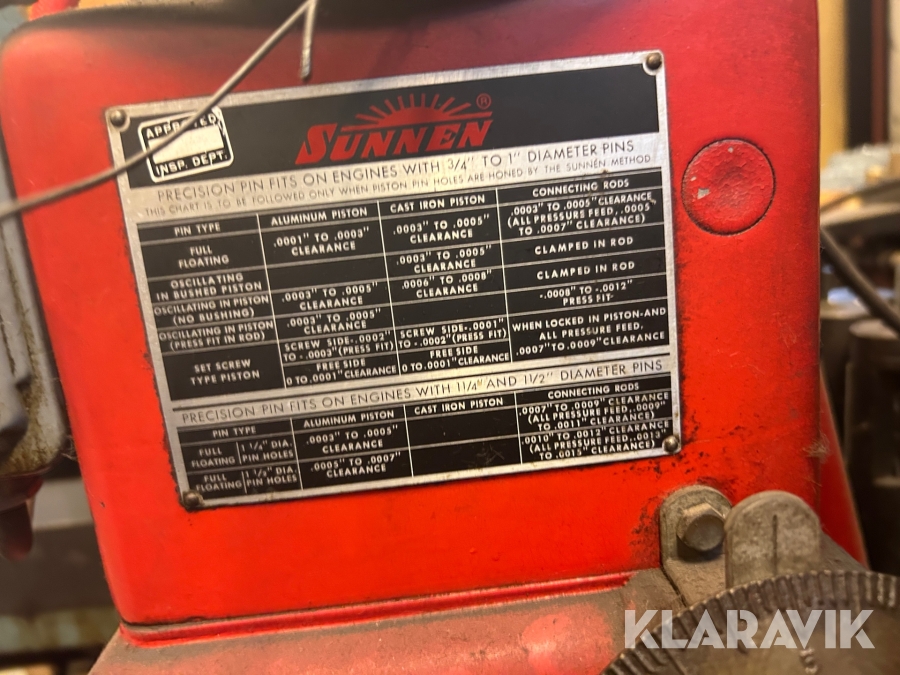 APPROVED
INSP. DEPT.
SUNNEN ®
PRECISION PIN FITS ON ENGINES WITH 3/4" TO 1" DIAMETER PINS
THIS CHART IS TO BE FOLLOWED ONLY WHEN PISTON PIN HOLES ARE HONED BY THE SUNNEN METHOD
PIN TYPE
ALUMINUM PISTON
CAST IRON PISTON
CONNECTING RODS
FULL
FLOATING
.0001" TO .0003"
CLEARANCE
.0003" TO .0005"
CLEARANCE
.0003" TO .0005" CLEARANCE
(ALL PRESSURE FEED..0005"
TO .0007" CLEARANCE)
OSCILLATING
IN BUSHED PISTON
.0003" TO .0005"
CLEARANCE
CLAMPED IN ROD
OSCILLATING IN PISTON
(NO BUSHING)
.0003" TO .0005"
CLEARANCE
.0006" TO .0008"
CLEARANCE
CLAMPED IN ROD
OSCILLATING IN PISTON
(PRESS FIT IN ROD)
.0003" TO .0005"
CLEARANCE
-.0008" TO -.0012"
PRESS FIT-
SET SCREW
TYPE PISTON
SCREW SIDE-.0002"
TO -.0003"(PRESS FIT)
SCREW SIDE-.0001"
TO -.0002"(PRESS FIT)
FREE SIDE
0 TO.0001"CLEARANCE
FREE SIDE
0 TO.0001"CLEARANCE
WHEN LOCKED IN PISTON-AND
ALL PRESSURE FEED.
.0007"TO.0009"CLEARANCE
PRECISION PIN FITS ON ENGINES WITH 11/4" AND 11/2" DIAMETER PINS
PIN TYPE
ALUMINUM PISTON
CAST IRON PISTON
CONNECTING RODS
FULL
FLOATING
1 1/4" DIA.
PIN HOLES
.0003" TO .0005"
CLEARANCE
.0007" TO .0009" CLEARANCE
(ALL PRESSURE FEED..0009"
TO .0011" CLEARANCE)
FULL
FLOATING
1 1/2" DIA.
PIN HOLES
.0005" TO .0007"
CLEARANCE
.0010" TO .0013" CLEARANCE
(ALL PRESSURE FEED..0013"
TO .0015" CLEARANCE)
KLARAVIK